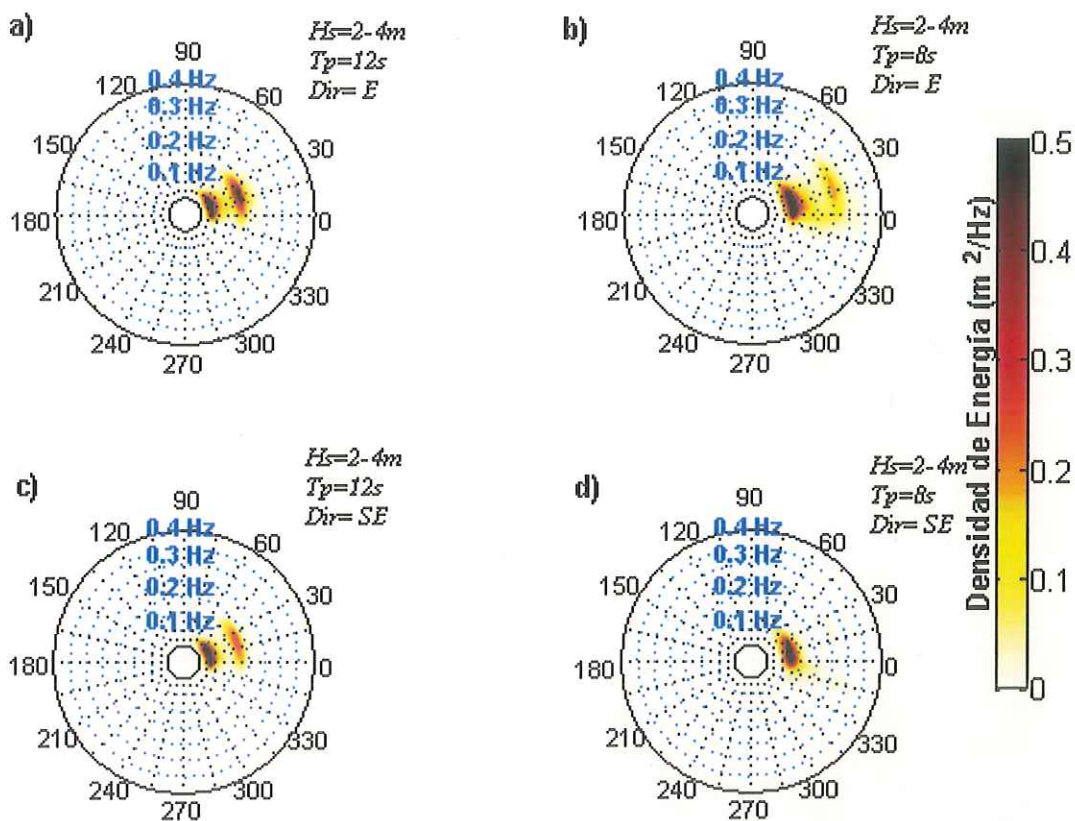 a)
Hs=2-4m
Tp=12s
Dir= E
90
120
60
0.4 Hz
0.3 Hz
0.2 Hz
0.1 Hz
150
30
180
0
210
330
240
300
270
b)
Hs=2-4m
Tp=8s
Dir= E
90
120
60
0.4 Hz
0.3 Hz
0.2 Hz
0.1 Hz
150
30
180
0
210
330
240
300
270
c)
Hs=2-4m
Tp=12s
Dir= SE
90
120
60
0.4 Hz
0.3 Hz
0.2 Hz
0.1 Hz
150
30
180
0
210
330
240
300
270
d)
Hs=2-4m
Tp=8s
Dir= SE
90
120
60
0.4 Hz
0.3 Hz
0.2 Hz
0.1 Hz
150
30
180
0
210
330
240
300
270
Densidad de Energía (m²/Hz)
0.5
0.4
0.3
0.2
0.1
0